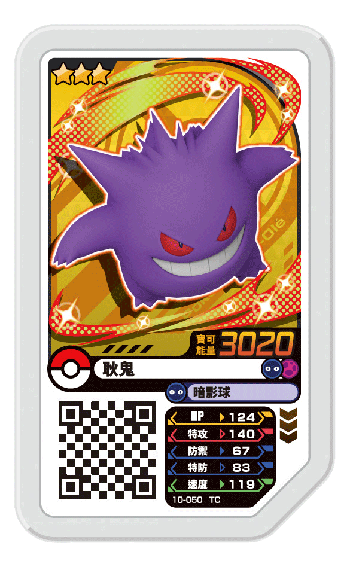 Olé
寶可能量 3020
耿鬼
暗影球
HP 124
特攻 140
防禦 67
特防 83
速度 119
10-050 TC